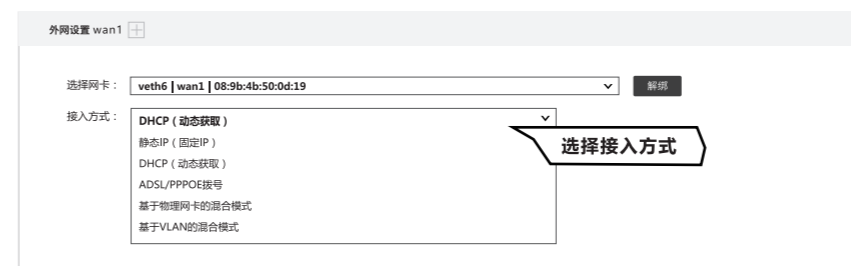 外网设置 wan1
选择网卡： veth6 | wan1 | 08:9b:4b:50:0d:19 解绑
接入方式： DHCP（动态获取）
选择接入方式
静态IP（固定IP）
DHCP（动态获取）
ADSL/PPPOE拨号
基于物理网卡的混合模式
基于VLAN的混合模式